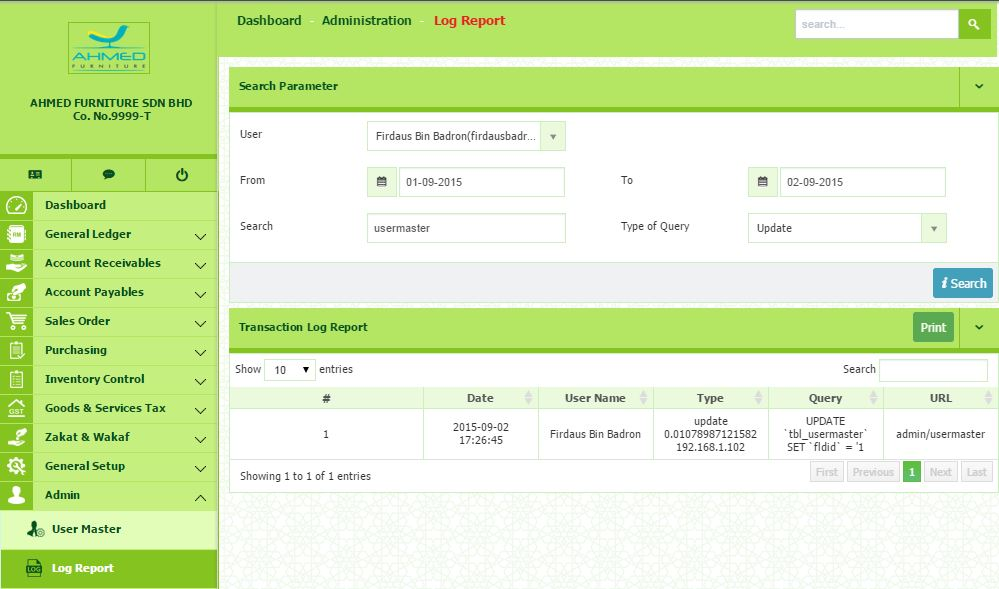 AHMED
FURNITURE
AHMED FURNITURE SDN BHD
Co. No.9999-T
Dashboard
General Ledger
Account Receivables
Account Payables
Sales Order
Purchasing
Inventory Control
GST
Goods & Services Tax
Zakat & Wakaf
General Setup
Admin
User Master
LOG
Log Report
Dashboard - Administration - Log Report
search...
Search Parameter
User
Firdaus Bin Badron(firdausbadr...
From
01-09-2015
To
02-09-2015
Search
usermaster
Type of Query
Update
i Search
Transaction Log Report
Print
Show 10 entries
Search
# Date User Name Type Query URL
1
2015-09-02
17:26:45
Firdaus Bin Badron
update
0.01078987121582
192.168.1.102
UPDATE
`tbl_usermaster`
SET `fldid` = '1
admin/usermaster
Showing 1 to 1 of 1 entries
First Previous 1 Next Last